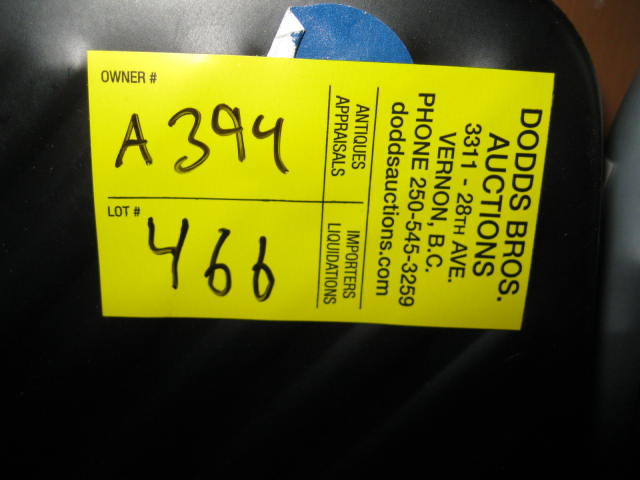 OWNER #
A394
LOT #
466
ANTIQUES
APPRAISALS
IMPORTERS
LIQUIDATIONS
DODDS BROS.
AUCTIONS
3311 - 28TH AVE.
VERNON, B.C.
PHONE 250-545-3259
doddsauctions.com